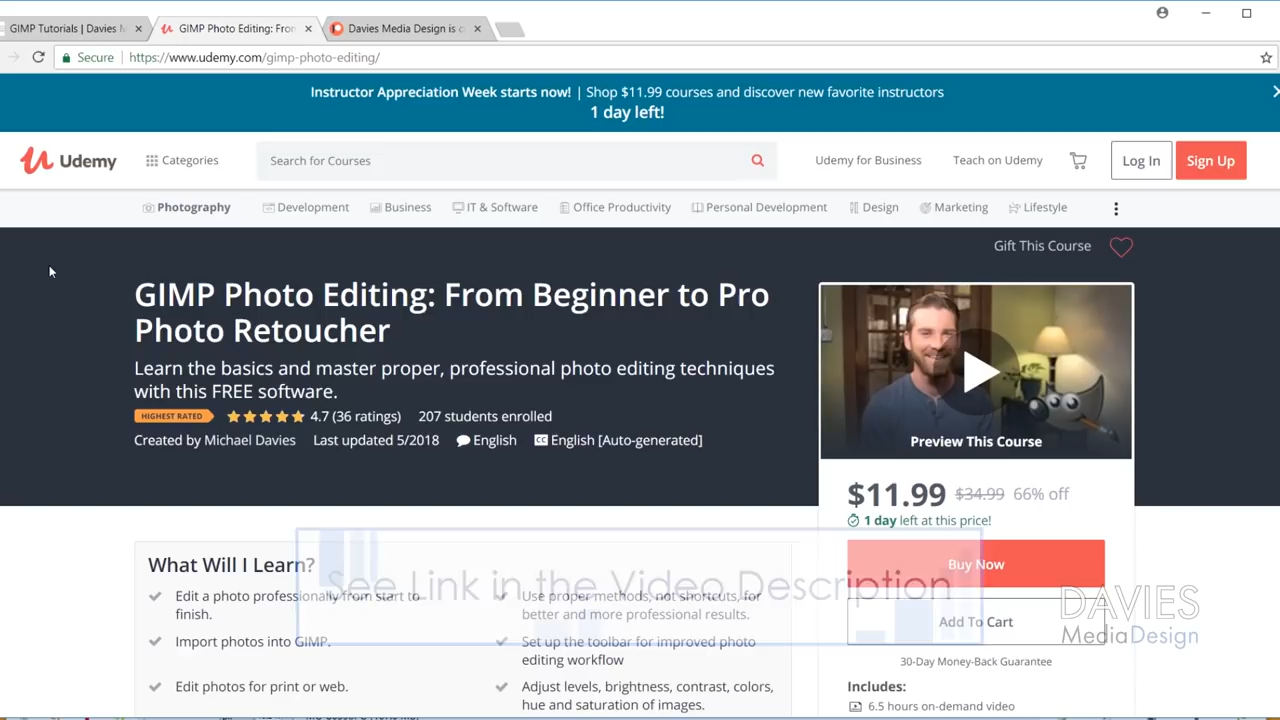 GIMP Tutorials | Davies M
GIMP Photo Editing: From
Davies Media Design is c
Secure
https://www.udemy.com/gimp-photo-editing/
Instructor Appreciation Week starts now! | Shop $11.99 courses and discover new favorite instructors
1 day left!
Udemy
Categories
Search for Courses
Udemy for Business
Teach on Udemy
Log In
Sign Up
Photography
Development
Business
IT & Software
Office Productivity
Personal Development
Design
Marketing
Lifestyle
Gift This Course
GIMP Photo Editing: From Beginner to Pro
Photo Retoucher
Learn the basics and master proper, professional photo editing techniques
with this FREE software.
HIGHEST RATED 4.7 (36 ratings) 207 students enrolled
Created by Michael Davies Last updated 5/2018 English CC English [Auto-generated]
Preview This Course
$11.99 $34.99 66% off
1 day left at this price!
Buy Now
Add To Cart
30-Day Money-Back Guarantee
Includes:
6.5 hours on-demand video
What Will I Learn?
See Link in the Video Description
Edit a photo professionally from start to
finish.
Import photos into GIMP.
Edit photos for print or web.
Use proper methods, not shortcuts, for
better and more professional results.
Set up the toolbar for improved photo
editing workflow
Adjust levels, brightness, contrast, colors,
hue and saturation of images.
DAVIES
MediaDesign